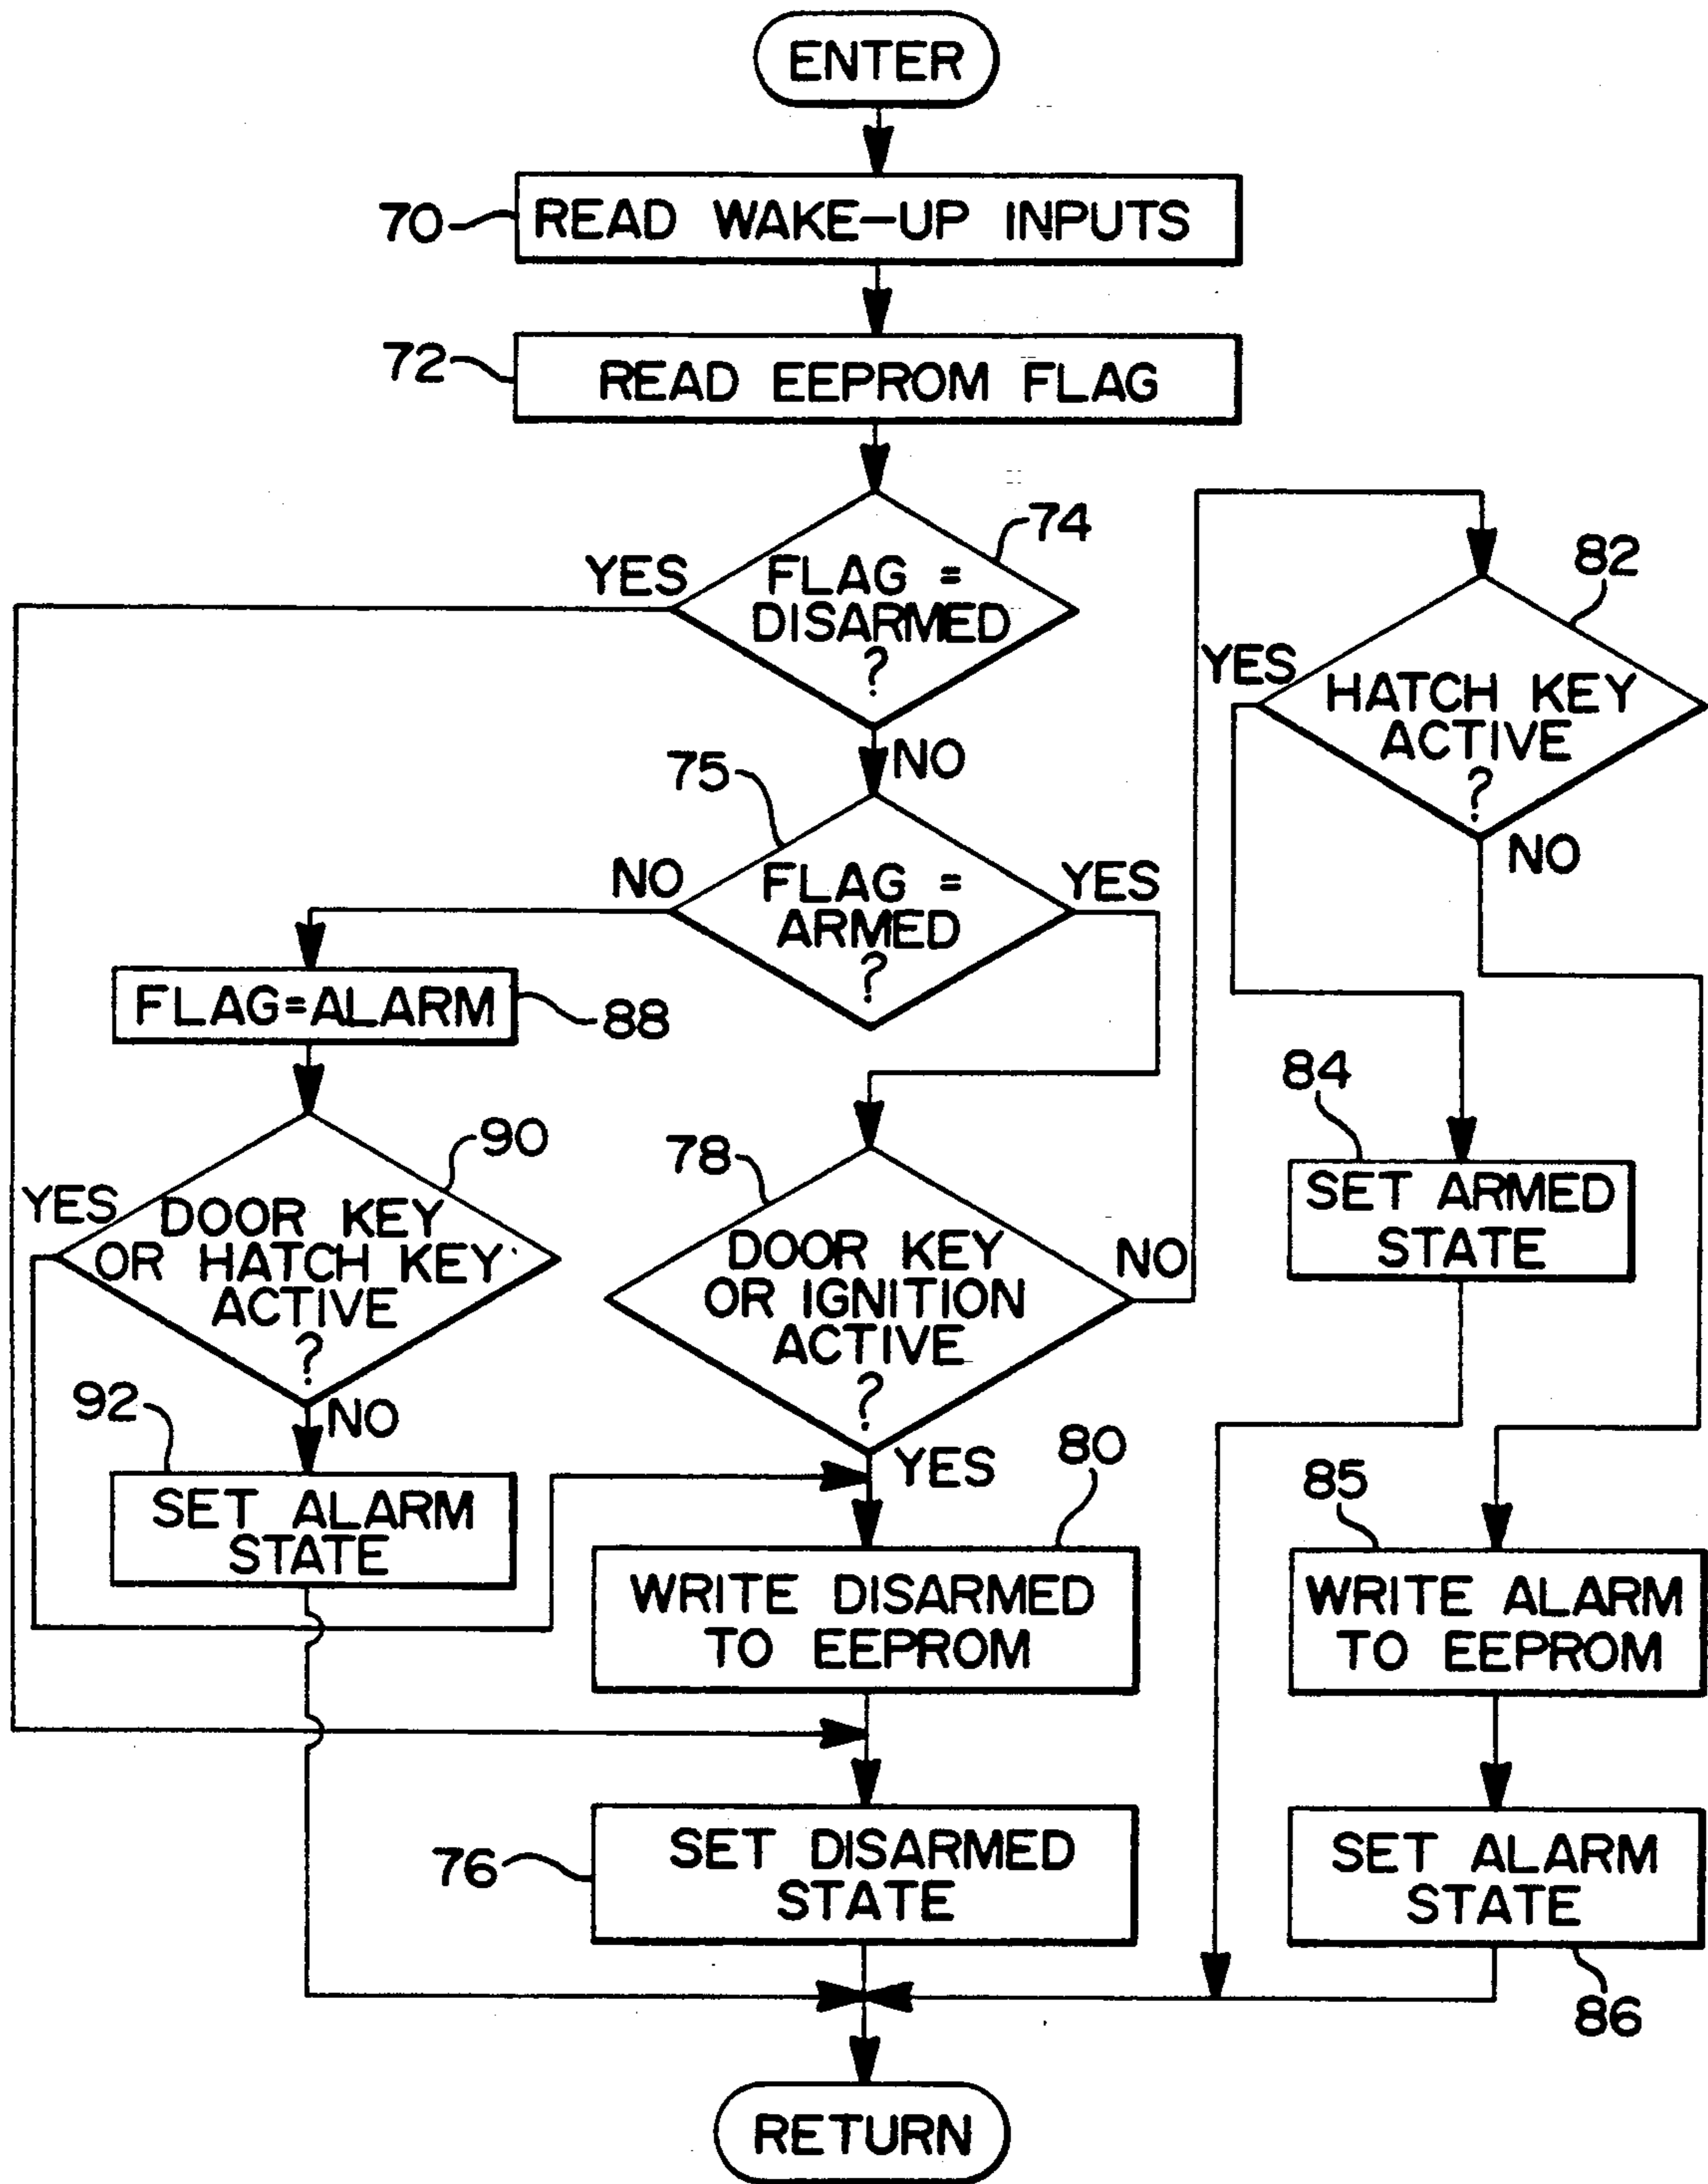 ENTER
70
READ WAKE-UP INPUTS
72
READ EEPROM FLAG
74
YES
FLAG =
DISARMED
?
NO
75
NO
FLAG =
ARMED
?
YES
82
YES
HATCH KEY
ACTIVE
?
NO
FLAG=ALARM
88
90
YES
DOOR KEY
OR HATCH KEY
ACTIVE
?
NO
78
DOOR KEY
OR IGNITION
ACTIVE
?
NO
YES
84
SET ARMED
STATE
92
SET ALARM
STATE
80
WRITE DISARMED
TO EEPROM
85
WRITE ALARM
TO EEPROM
76
SET DISARMED
STATE
SET ALARM
STATE
86
RETURN